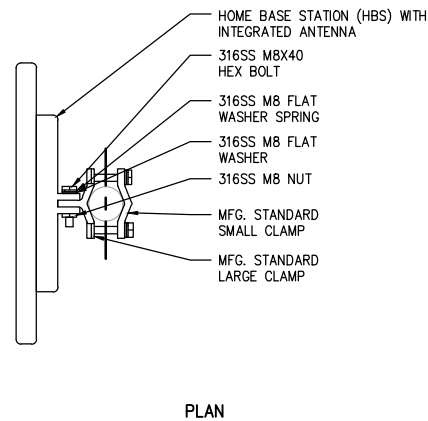 HOME BASE STATION (HBS) WITH
INTEGRATED ANTENNA
316SS M8X40
HEX BOLT
316SS M8 FLAT
WASHER SPRING
316SS M8 FLAT
WASHER
316SS M8 NUT
MFG. STANDARD
SMALL CLAMP
MFG. STANDARD
LARGE CLAMP
PLAN